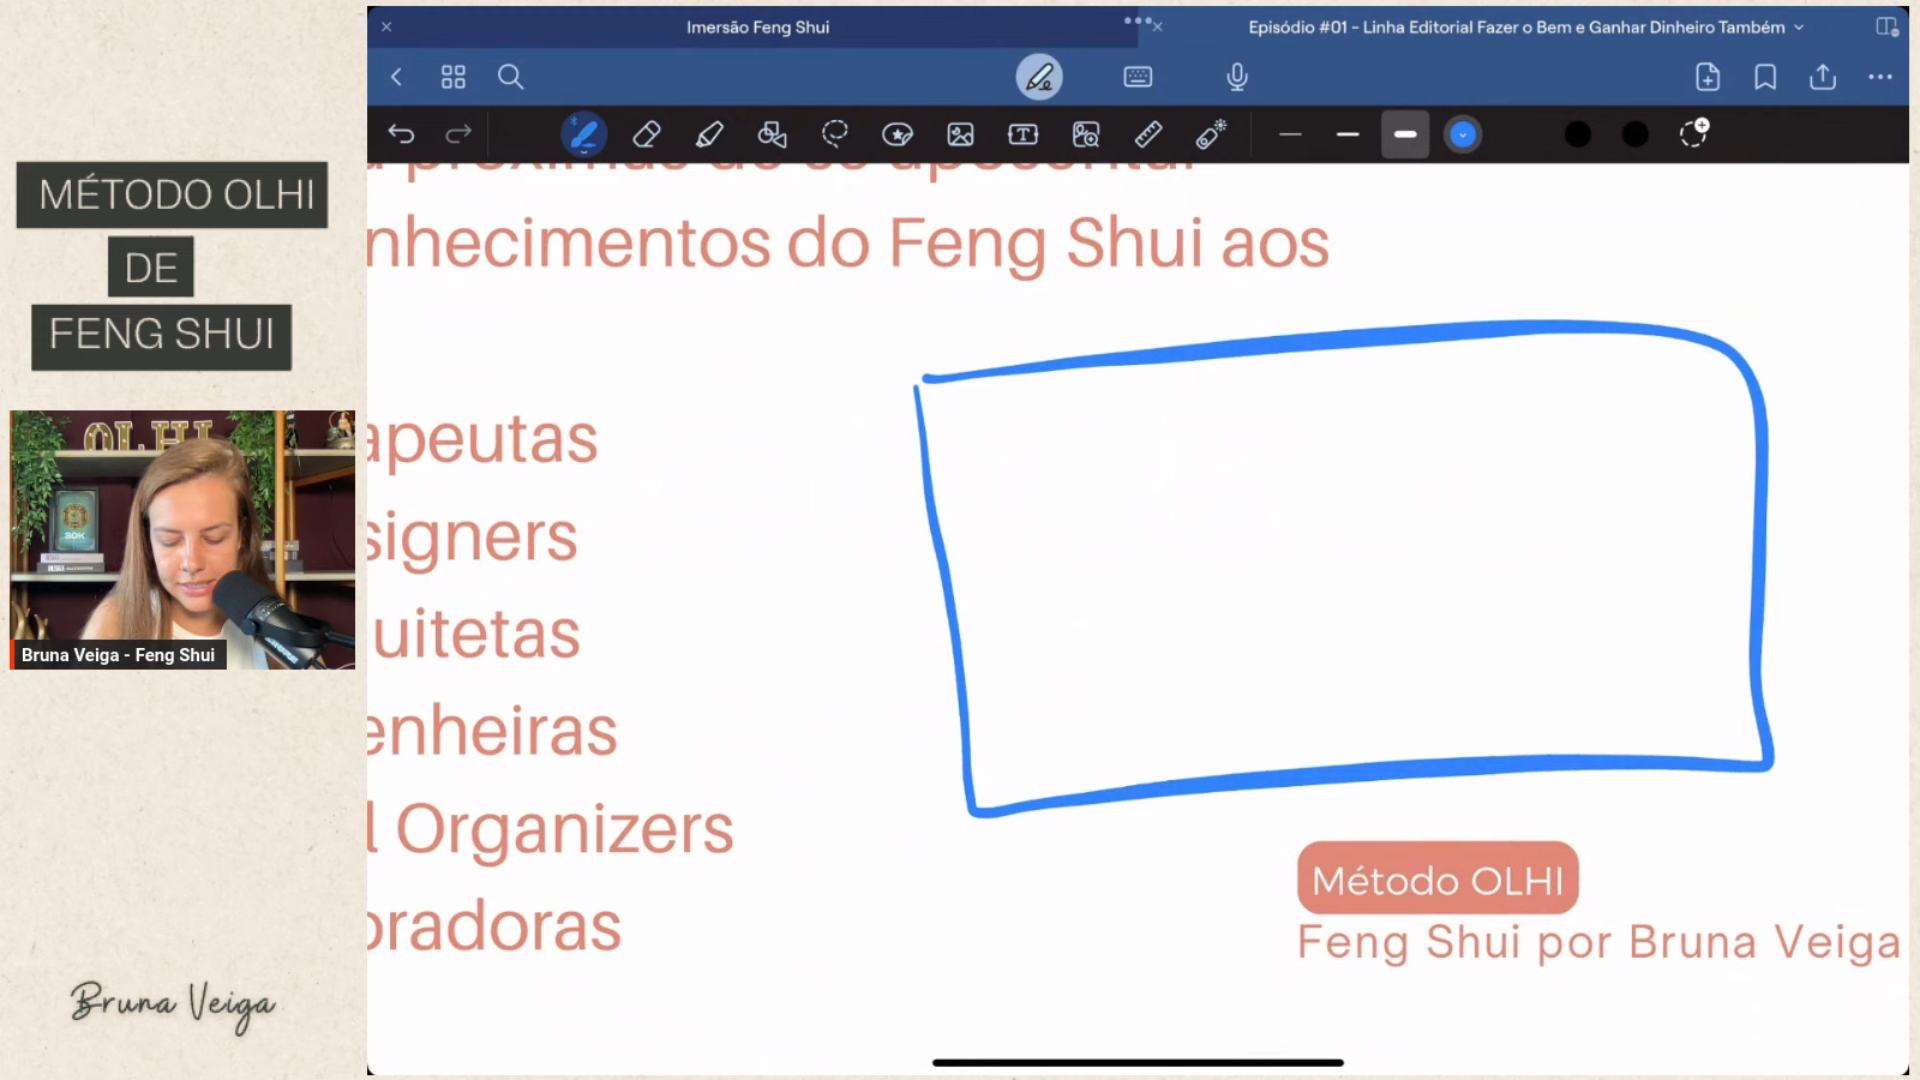 Imersão Feng Shui
Episódio #01 - Linha Editorial Fazer o Bem e Ganhar Dinheiro Também
MÉTODO OLHI
DE
FENG SHUI
nhecimentos do Feng Shui aos
apeutas
signers
uitetas
enheiras
l Organizers
oradoras
OLHI
30K
Bruna Veiga - Feng Shui
Método OLHI
Feng Shui por Bruna Veiga
Bruna Veiga